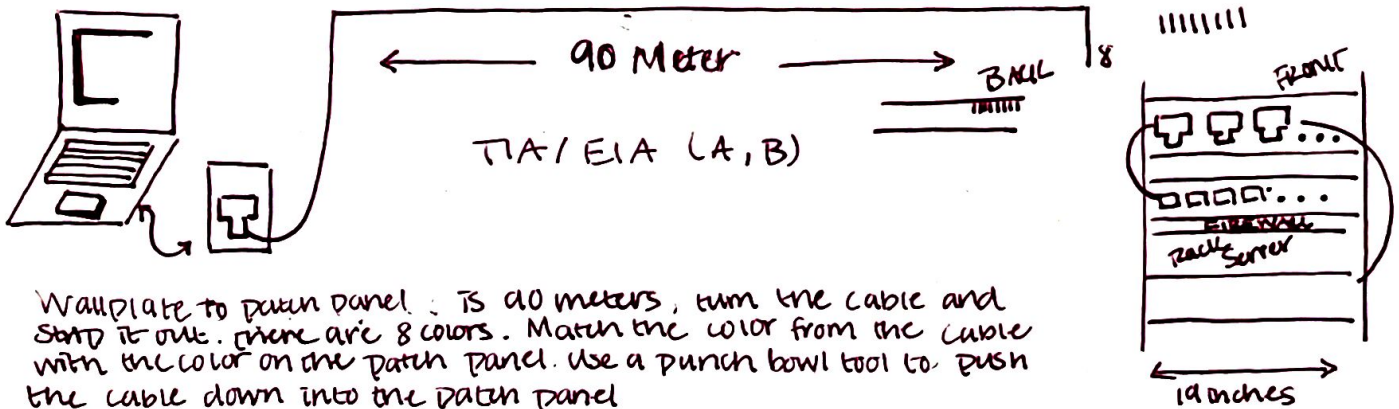 90 Meter
8
BACK
FRONT
TIA/EIA (A, B)
FIREWALL
Rack Server
Wallplate to patch panel : is 90 meters, turn the cable and
strip it out. there are 8 colors. Match the color from the cable
with the color on the patch panel. Use a punch bowl tool to push
the cable down into the patch panel
19 inches